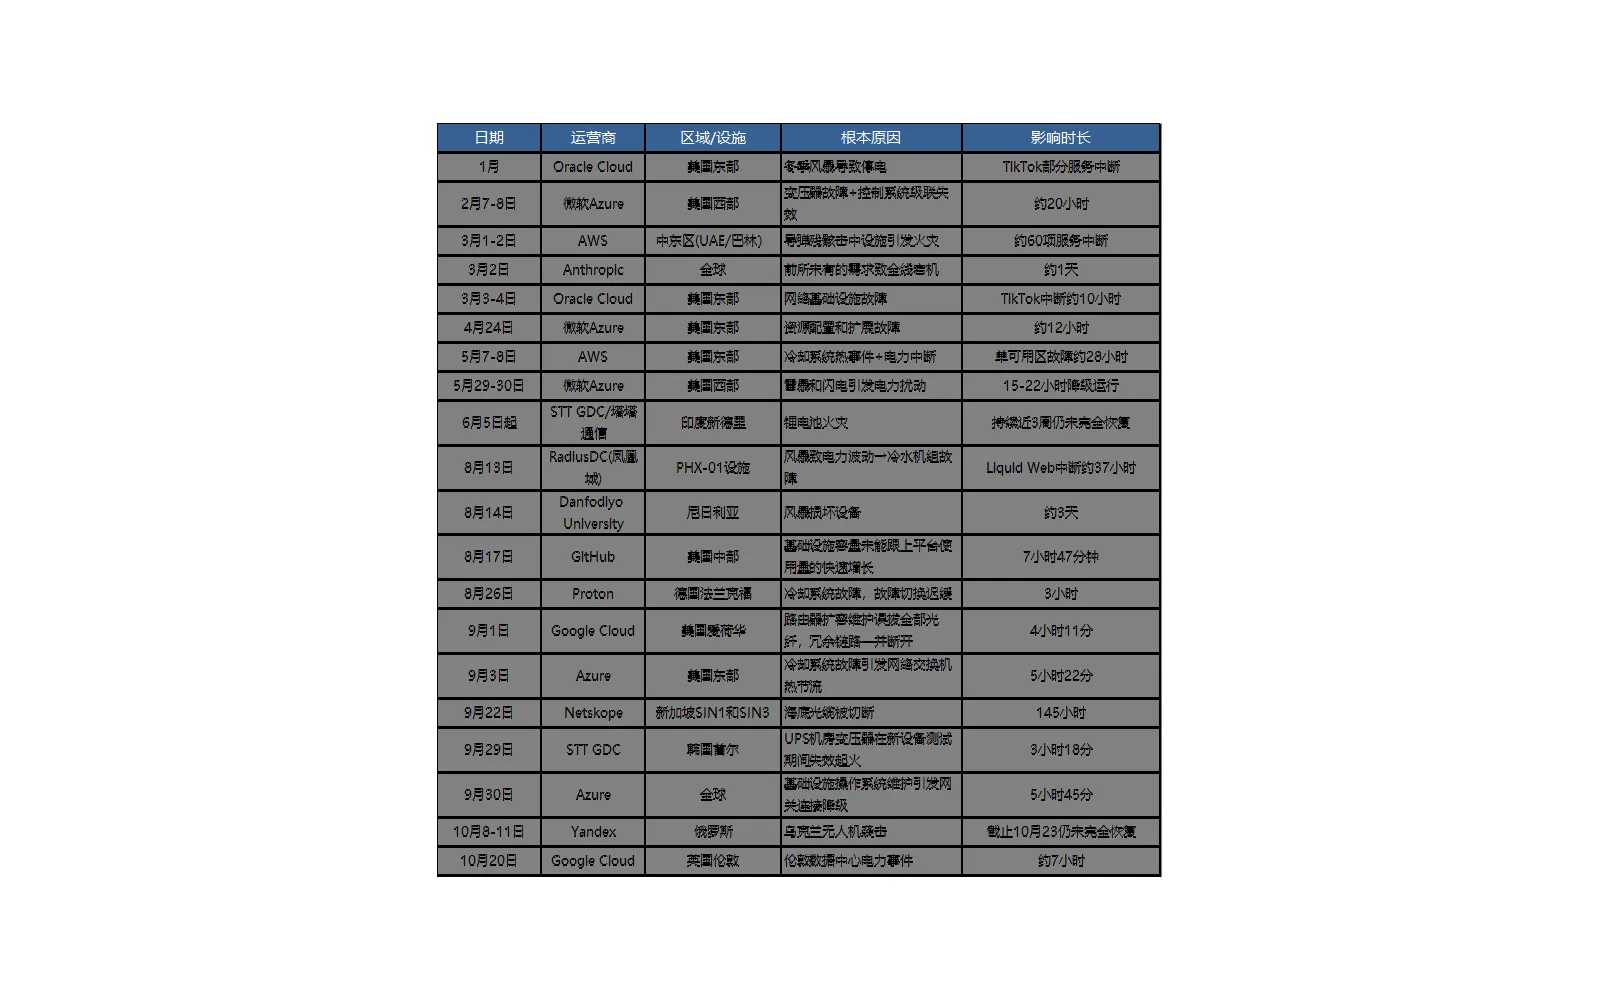 日期 运营商 区域/设施 根本原因 影响时长
1月 Oracle Cloud 美国东部 冬季风暴导致停电 TikTok部分服务中断
2月7-8日 微软Azure 美国西部 变压器故障+控制系统级联失
效 约20小时
3月1-2日 AWS 中东区(UAE/巴林) 导弹残骸击中设施引发火灾 约60项服务中断
3月2日 Anthropic 全球 前所未有的需求致全线宕机 约1天
3月3-4日 Oracle Cloud 美国东部 网络基础设施故障 TikTok中断约10小时
4月24日 微软Azure 美国东部 资源配置和扩展故障 约12小时
5月7-8日 AWS 美国东部 冷却系统热事件+电力中断 单可用区故障约28小时
5月29-30日 微软Azure 美国西部 雷暴和闪电引发电力扰动 15-22小时降级运行
6月5日起 STT GDC/塔塔
通信 印度新德里 锂电池火灾 持续近3周仍未完全恢复
8月13日 RadiusDC(凤凰
城) PHX-01设施 风暴致电力波动→冷水机组故
障 Liquid Web中断约37小时
8月14日 Danfodiyo
University 尼日利亚 风暴损坏设备 约3天
8月17日 GitHub 美国中部 基础设施容量未能跟上平台使
用量的快速增长 7小时47分钟
8月26日 Proton 德国法兰克福 冷却系统故障，故障切换迟缓 3小时
9月1日 Google Cloud 美国爱荷华 路由器扩容维护误拔全部光
纤，冗余链路一并断开 4小时11分
9月3日 Azure 美国东部 冷却系统故障引发网络交换机
热节流 5小时22分
9月22日 Netskope 新加坡SIN1和SIN3 海底光缆被切断 145小时
9月29日 STT GDC 韩国首尔 UPS机房变压器在新设备测试
期间失效起火 3小时18分
9月30日 Azure 全球 基础设施操作系统维护引发网
关连接降级 5小时45分
10月8-11日 Yandex 俄罗斯 乌克兰无人机袭击 截止10月23仍未完全恢复
10月20日 Google Cloud 英国伦敦 伦敦数据中心电力事件 约7小时